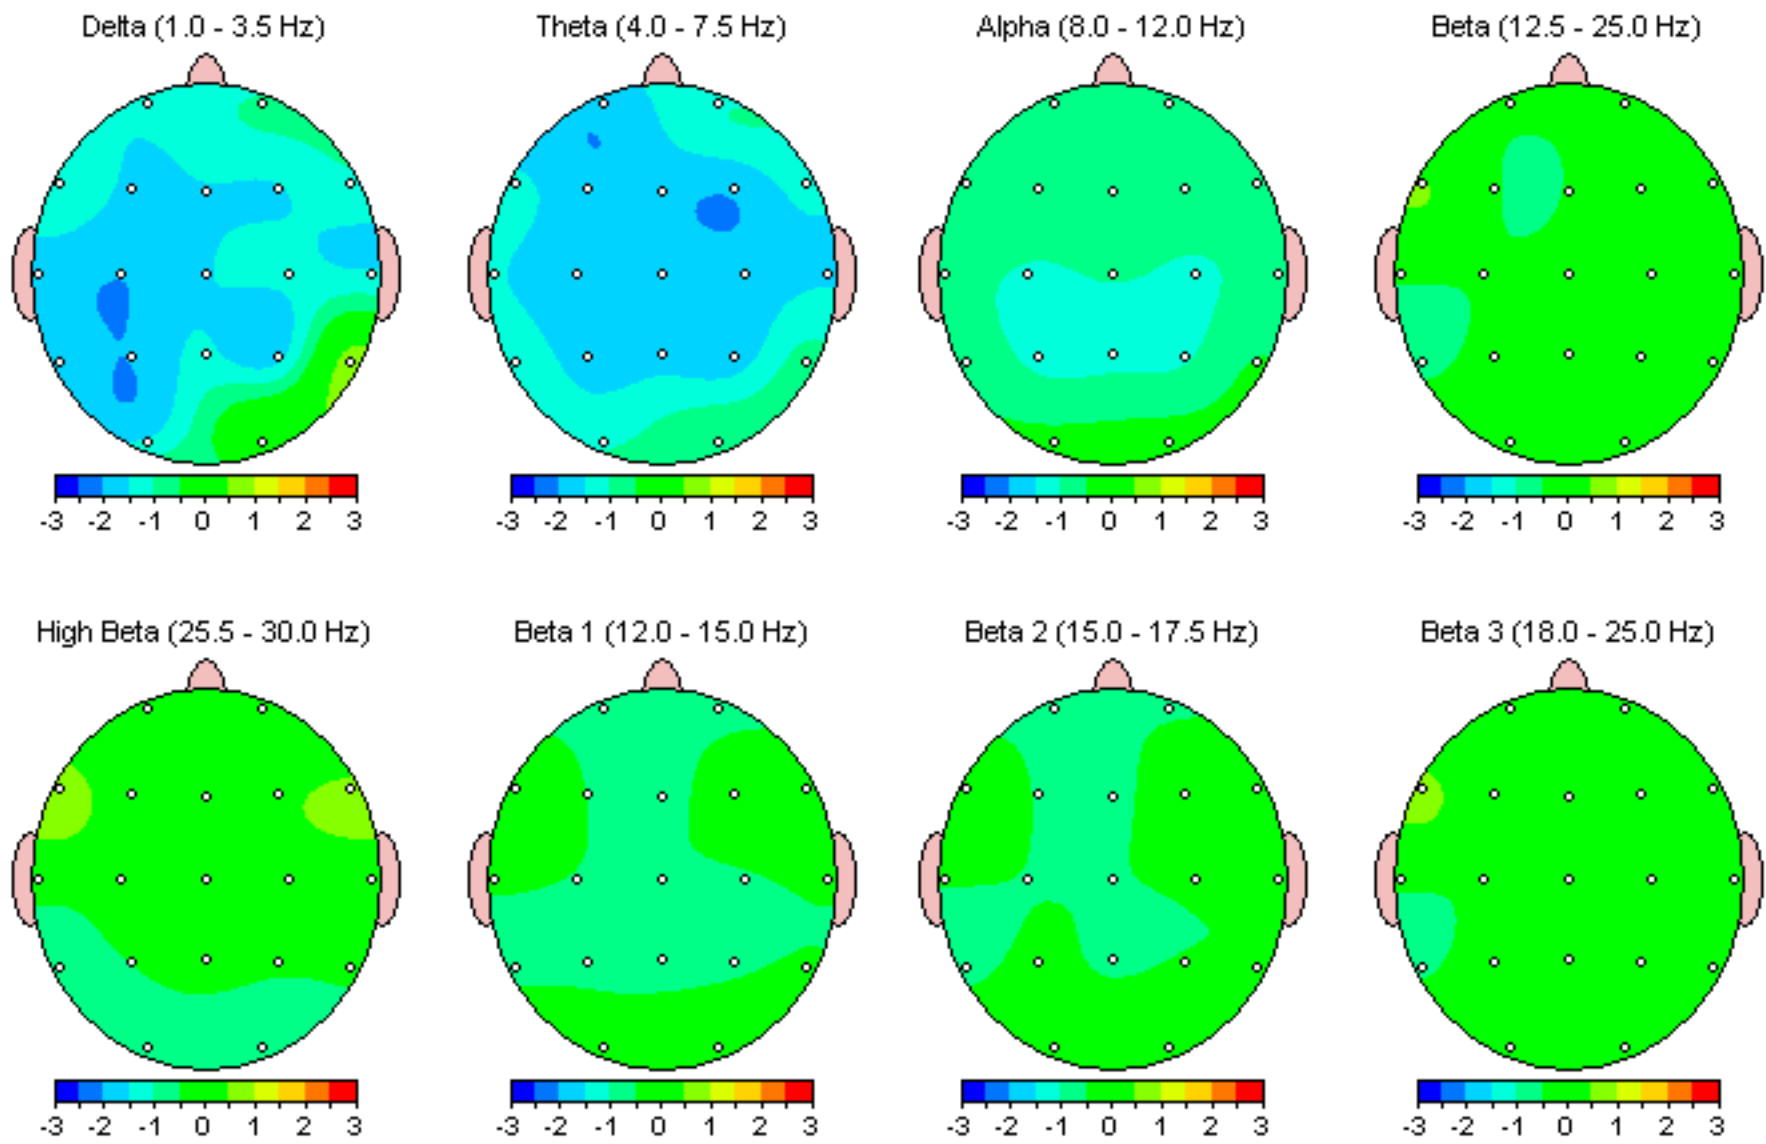 Delta (1.0 - 3.5 Hz)
Theta (4.0 - 7.5 Hz)
Alpha (8.0 - 12.0 Hz)
Beta (12.5 - 25.0 Hz)
-3 -2 -1 0 1 2 3
-3 -2 -1 0 1 2 3
-3 -2 -1 0 1 2 3
-3 -2 -1 0 1 2 3
High Beta (25.5 - 30.0 Hz)
Beta 1 (12.0 - 15.0 Hz)
Beta 2 (15.0 - 17.5 Hz)
Beta 3 (18.0 - 25.0 Hz)
-3 -2 -1 0 1 2 3
-3 -2 -1 0 1 2 3
-3 -2 -1 0 1 2 3
-3 -2 -1 0 1 2 3